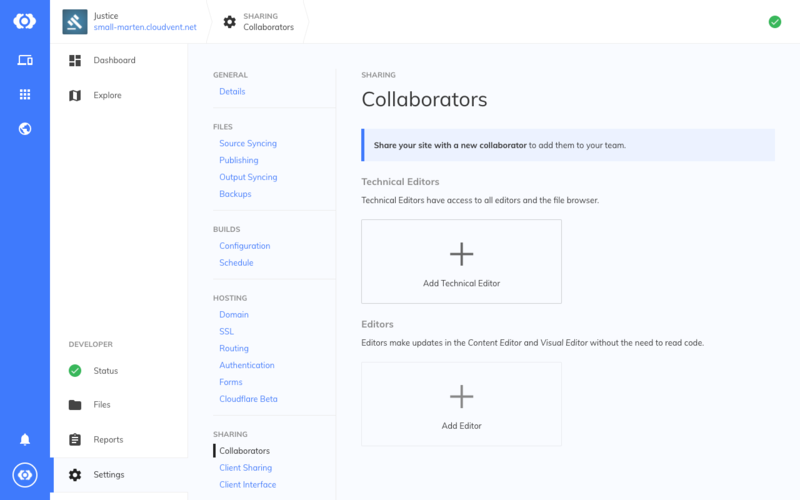 Justice
small-marten.cloudvent.net
SHARING
Collaborators
Dashboard
Explore
DEVELOPER
Status
Files
Reports
Settings
GENERAL
Details
FILES
Source Syncing
Publishing
Output Syncing
Backups
BUILDS
Configuration
Schedule
HOSTING
Domain
SSL
Routing
Authentication
Forms
Cloudflare Beta
SHARING
Collaborators
Client Sharing
Client Interface
SHARING
Collaborators
Share your site with a new collaborator to add them to your team.
Technical Editors
Technical Editors have access to all editors and the file browser.
Add Technical Editor
Editors
Editors make updates in the Content Editor and Visual Editor without the need to read code.
Add Editor